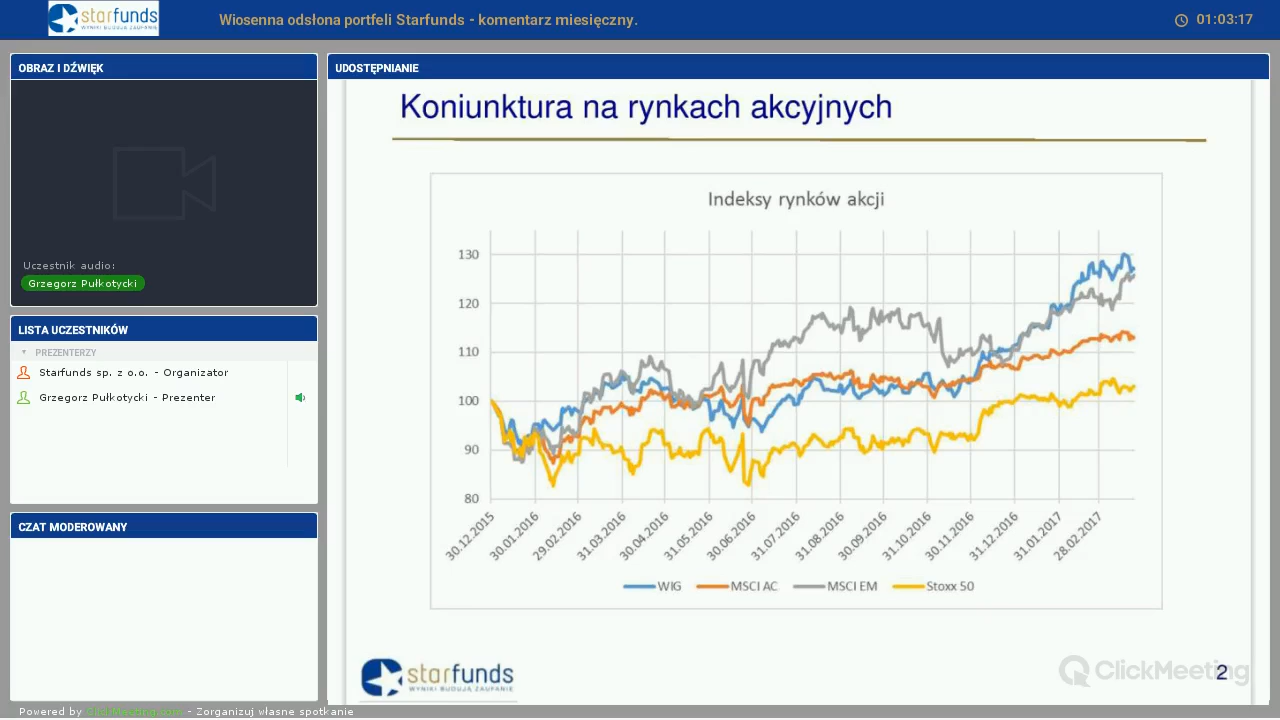 starfunds
WYNIKI BUDUJĄ ZAUFANIE
Wiosenna odsłona portfeli Starfunds - komentarz miesięczny.
01:03:17
OBRAZ I DŹWIĘK
Uczestnik audio:
Grzegorz Pułkotycki
LISTA UCZESTNIKÓW
PREZENTERZY
Starfunds sp. z o.o. - Organizator
Grzegorz Pułkotycki - Prezenter
CZAT MODEROWANY
UDOSTĘPNIANIE
Koniunktura na rynkach akcyjnych
Indeksy rynków akcji
130
120
110
100
90
80
30.12.2015
30.01.2016
29.02.2016
31.03.2016
30.04.2016
31.05.2016
30.06.2016
31.07.2016
31.08.2016
30.09.2016
31.10.2016
30.11.2016
31.12.2016
31.01.2017
28.02.2017
WIG MSCI AC MSCI EM Stoxx 50
starfunds
WYNIKI BUDUJĄ ZAUFANIE
ClickMeeting
2
Powered by ClickMeeting.com - Zorganizuj własne spotkanie